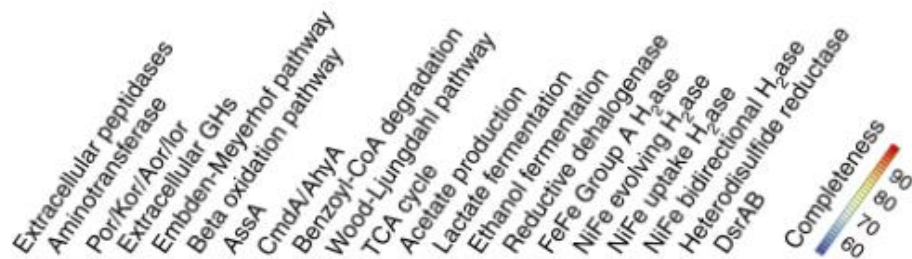 Extracellular peptidases
Aminotransferase
Por/Kor/Aor/Ior
Extracellular GHs
Embden-Meyerhof pathway
Beta oxidation pathway
AssA
CmdA/AhyA
Benzoyl-CoA degradation
Wood-Ljungdahl pathway
TCA cycle
Acetate production
Lactate fermentation
Ethanol fermentation
Reductive dehalogenase
FeFe Group A H₂ase
NiFe evolving H₂ase
NiFe uptake H₂ase
NiFe bidirectional H₂ase
Heterodisulfide reductase
DsrAB
Completeness
90
80
70
60